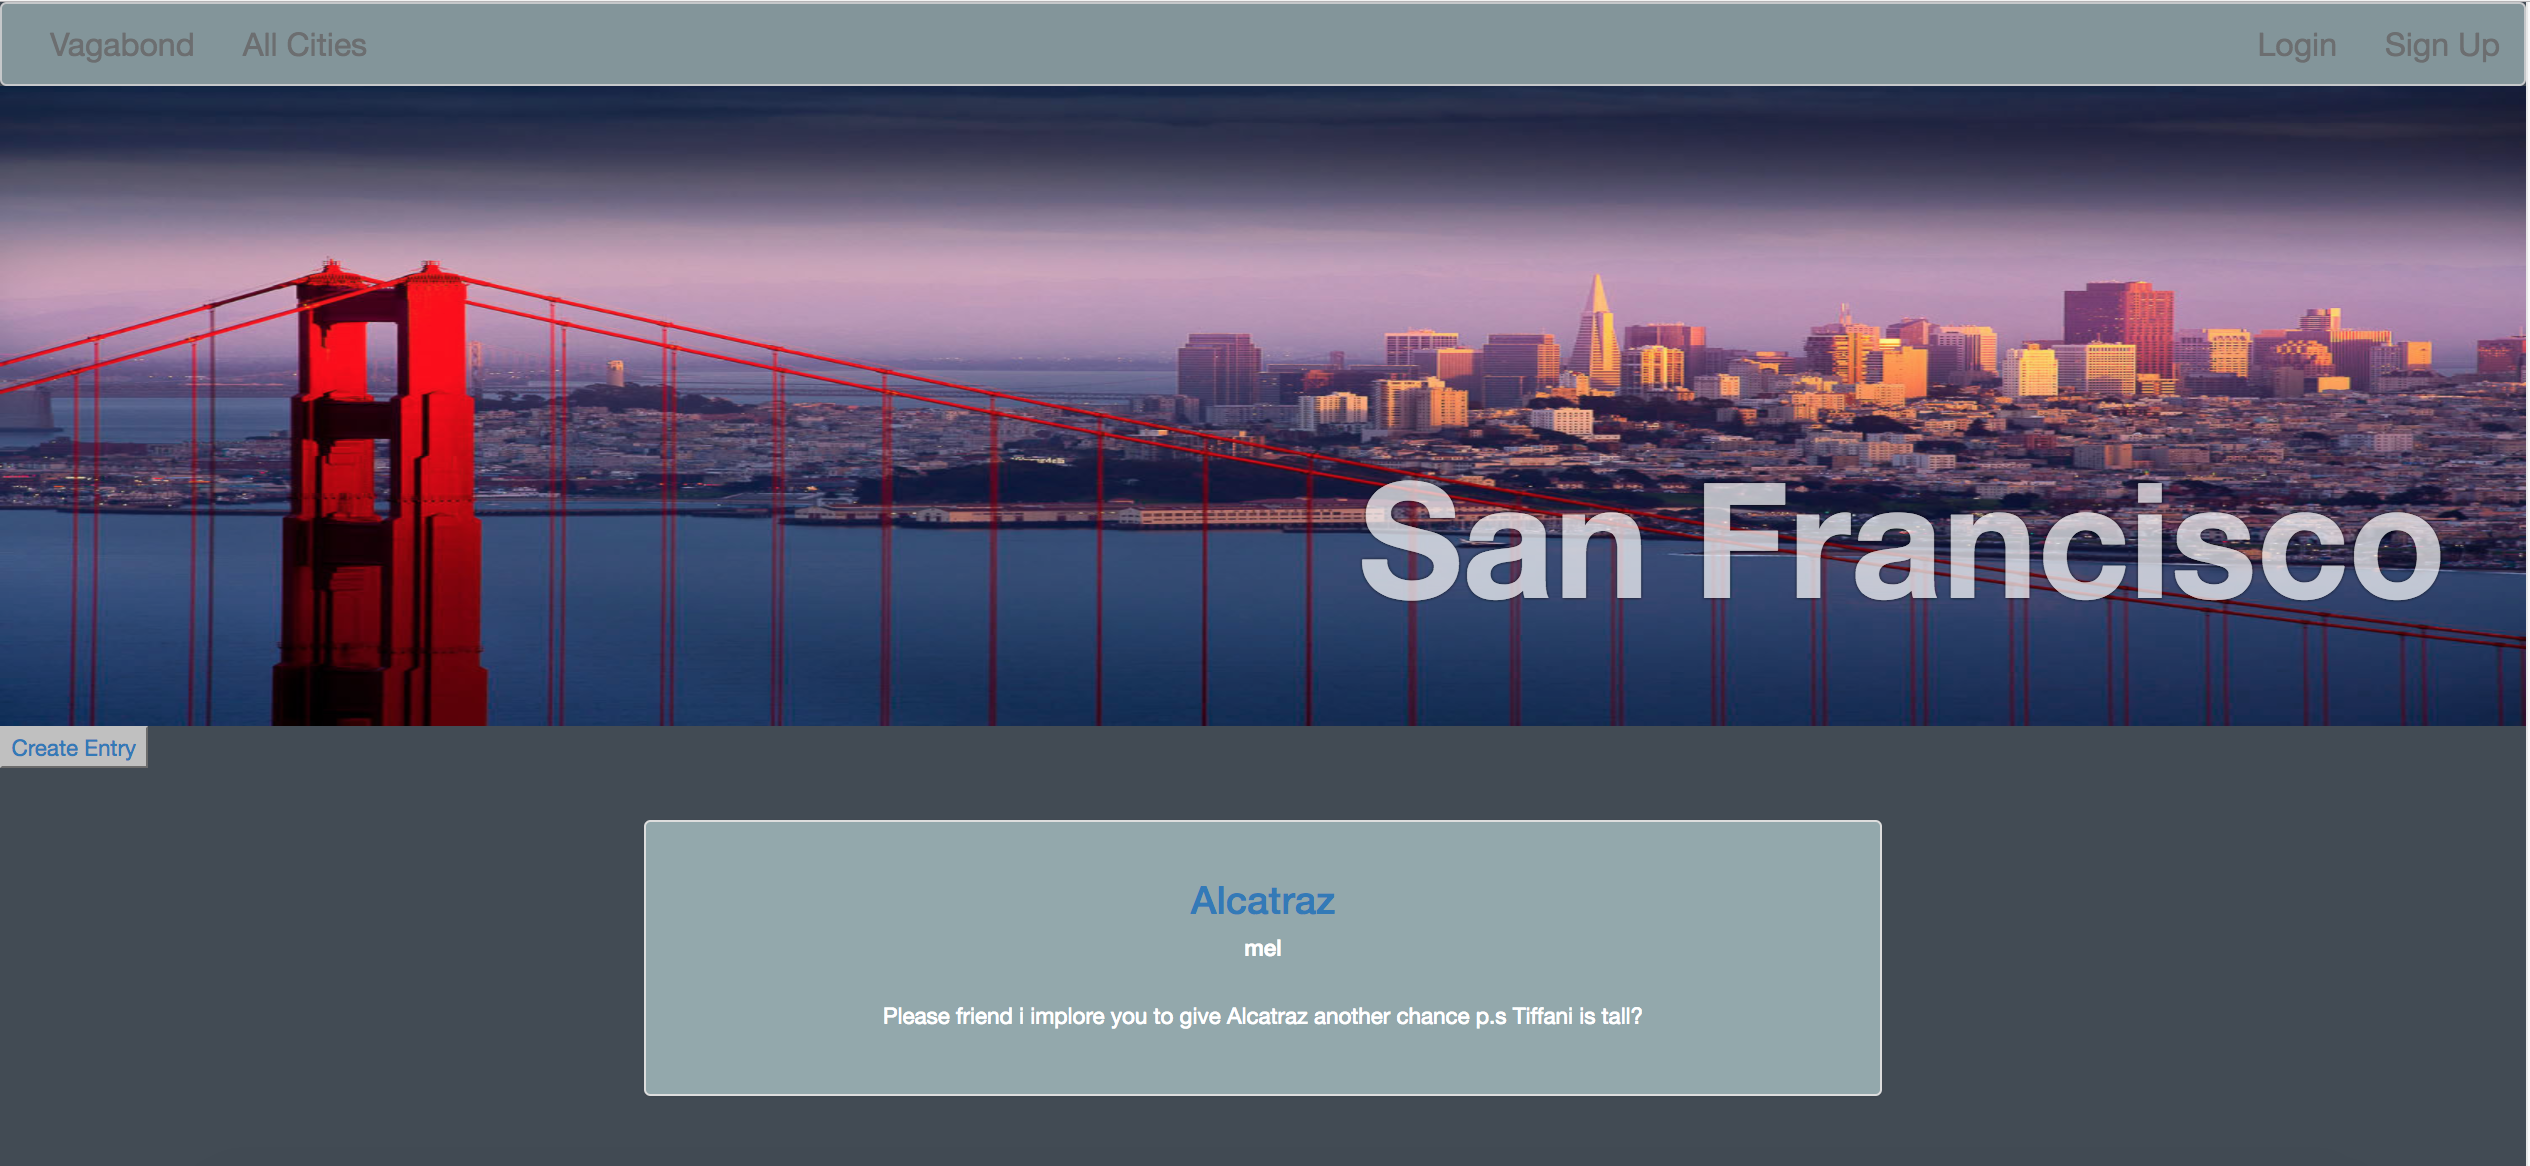 Vagabond All Cities Login Sign Up
San Francisco
Create Entry
Alcatraz
mel
Please friend i implore you to give Alcatraz another chance p.s Tiffani is tall?